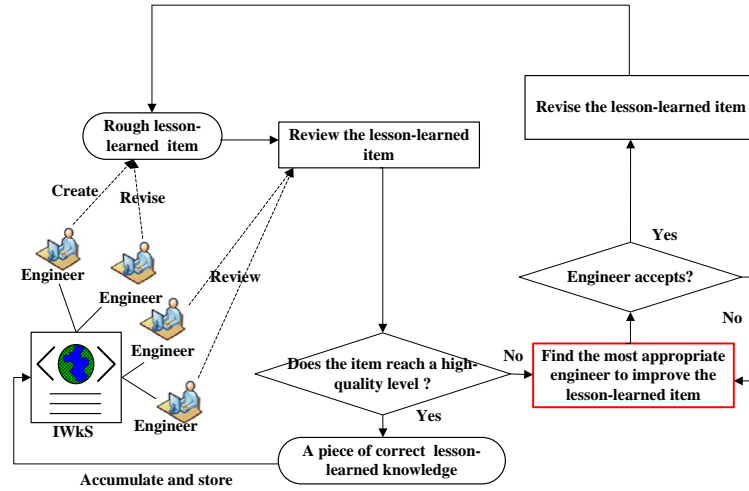 Rough lesson-
learned item
Review the lesson-learned
item
Revise the lesson-learned item
Create
Revise
Engineer
Engineer
Review
Engineer
Engineer
IWkS
Yes
Engineer accepts?
No
Does the item reach a high-
quality level ?
No
Find the most appropriate
engineer to improve the
lesson-learned item
Yes
A piece of correct lesson-
learned knowledge
Accumulate and store